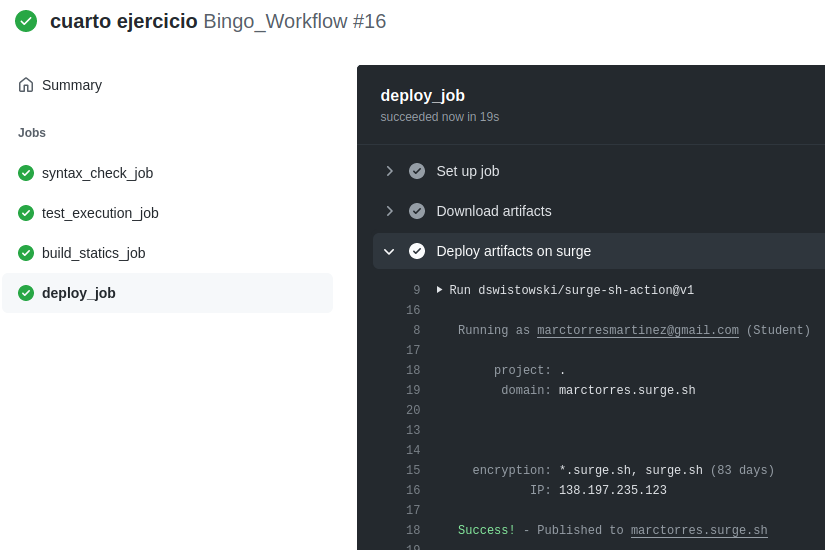 cuarto ejercicio Bingo_Workflow #16
Summary
Jobs
syntax_check_job
test_execution_job
build_statics_job
deploy_job
deploy_job
succeeded now in 19s
Set up job
Download artifacts
Deploy artifacts on surge
9 Run dswistowski/surge-sh-action@v1
16
8 Running as marctorresmartinez@gmail.com (Student)
17
18 project: .
19 domain: marctorres.surge.sh
20
13
14
15 encryption: *.surge.sh, surge.sh (83 days)
16 IP: 138.197.235.123
17
18 Success! - Published to marctorres.surge.sh
19